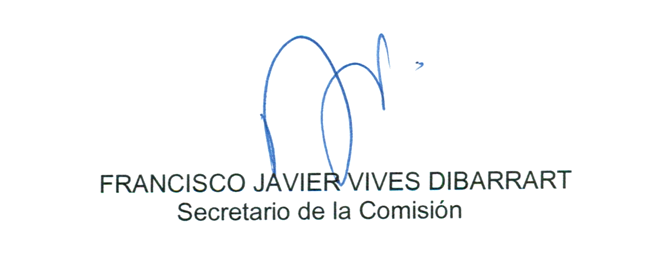 FRANCISCO JAVIER VIVES DIBARRART
Secretario de la Comisión